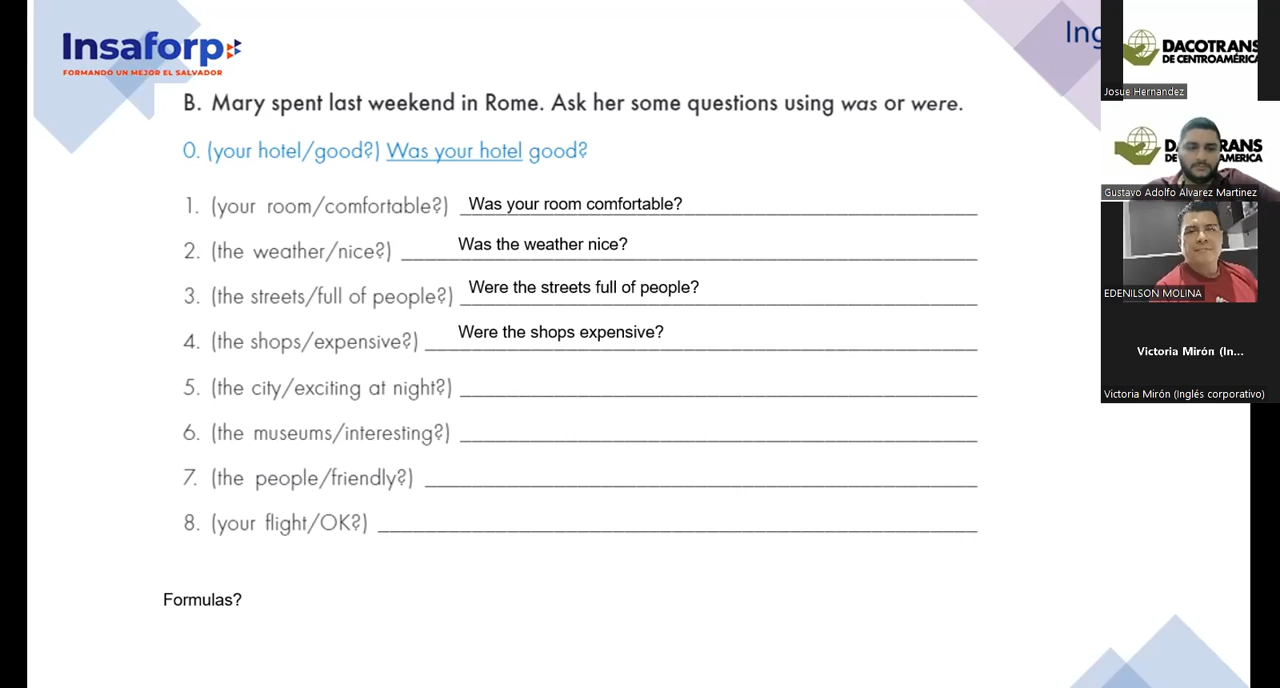 Insaforp
FORMANDO UN MEJOR EL SALVADOR
B. Mary spent last weekend in Rome. Ask her some questions using was or were.
0. (your hotel/good?) Was your hotel good?
1. (your room/comfortable?) Was your room comfortable?
2. (the weather/nice?) Was the weather nice?
3. (the streets/full of people?) Were the streets full of people?
4. (the shops/expensive?) Were the shops expensive?
5. (the city/exciting at night?)
6. (the museums/interesting?)
7. (the people/friendly?)
8. (your flight/OK?)
Formulas?
DACOTRANS
DE CENTROAMÉRICA
Josue Hernandez
Gustavo Adolfo Alvarez Martinez
EDENILSON MOLINA
Victoria Mirón (In...
Victoria Mirón (Inglés corporativo)